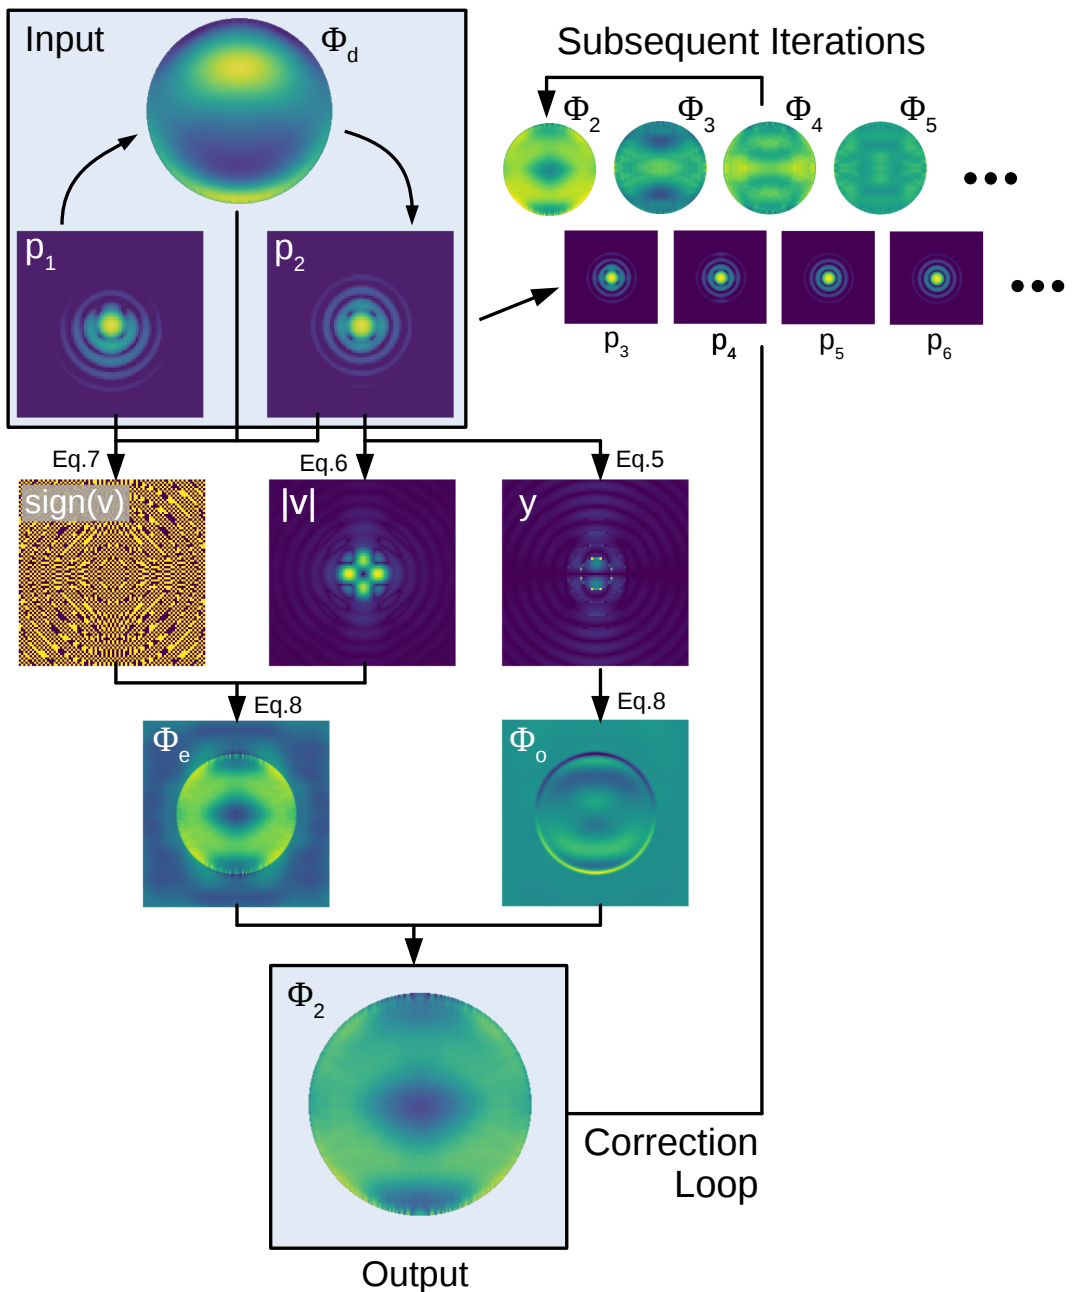 Input
Φd
p1
p2
Subsequent Iterations
Φ2
Φ3
Φ4
Φ5
•••
p3
p4
p5
p6
•••
Eq.7
Eq.6
Eq.5
sign(v)
|v|
y
Eq.8
Eq.8
Φe
Φo
Φ2
Correction
Loop
Output